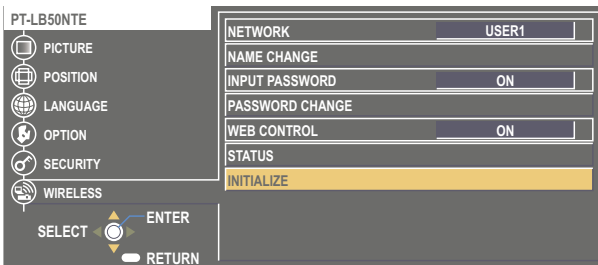 PT-LB50NTE
PICTURE
POSITION
LANGUAGE
OPTION
SECURITY
WIRELESS
SELECT
ENTER
RETURN
NETWORK USER1
NAME CHANGE
INPUT PASSWORD ON
PASSWORD CHANGE
WEB CONTROL ON
STATUS
INITIALIZE